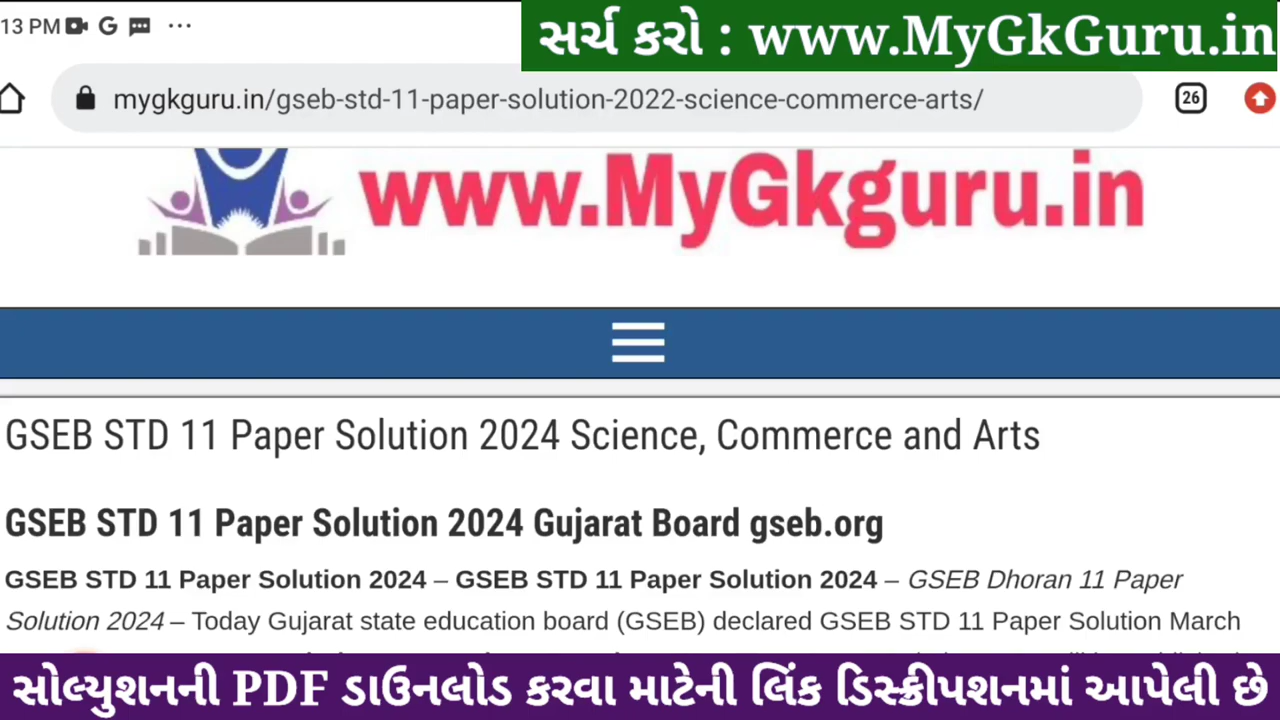 13 PM G ...
સર્ચ કરો : www.MyGkGuru.in
mygkguru.in/gseb-std-11-paper-solution-2022-science-commerce-arts/
26
www.MyGkguru.in
GSEB STD 11 Paper Solution 2024 Science, Commerce and Arts
GSEB STD 11 Paper Solution 2024 Gujarat Board gseb.org
GSEB STD 11 Paper Solution 2024 – GSEB STD 11 Paper Solution 2024 – GSEB Dhoran 11 Paper
Solution 2024 – Today Gujarat state education board (GSEB) declared GSEB STD 11 Paper Solution March
સોલ્યુશનની PDF ડાઉનલોડ કરવા માટેની લિંક ડિસ્ક્રીપશનમાં આપેલી છે